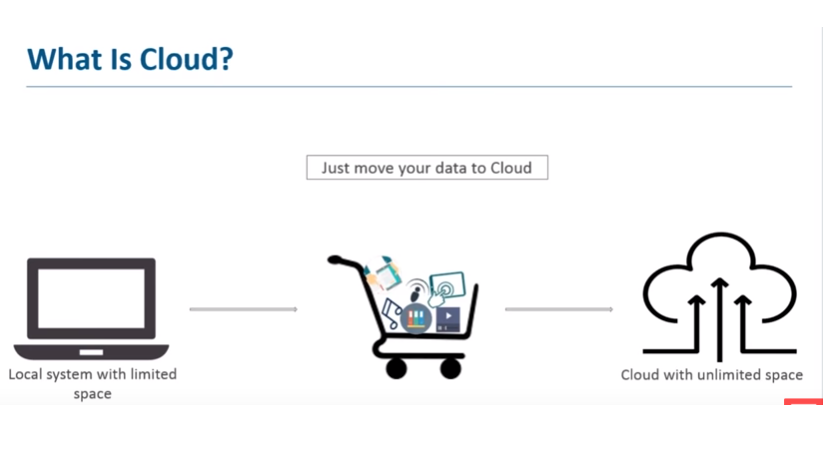 What Is Cloud?
Just move your data to Cloud
Local system with limited
space
Cloud with unlimited space